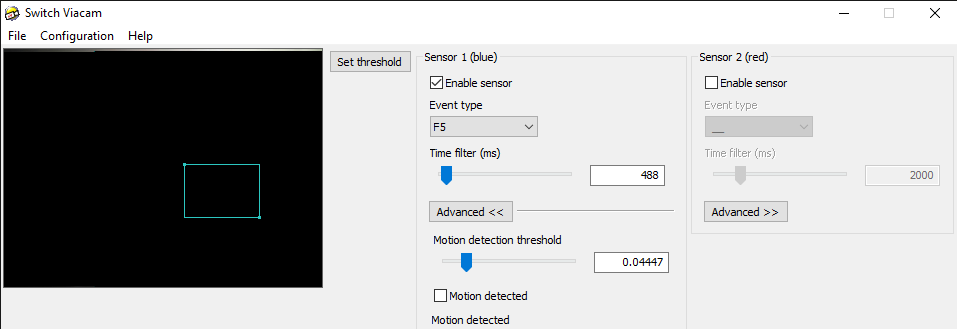 Switch Viacam
File Configuration Help
Set threshold
Sensor 1 (blue)
Enable sensor
Event type
F5
Time filter (ms)
488
Advanced <<
Motion detection threshold
0.04447
Motion detected
Motion detected
Sensor 2 (red)
Enable sensor
Event type
__
Time filter (ms)
2000
Advanced >>